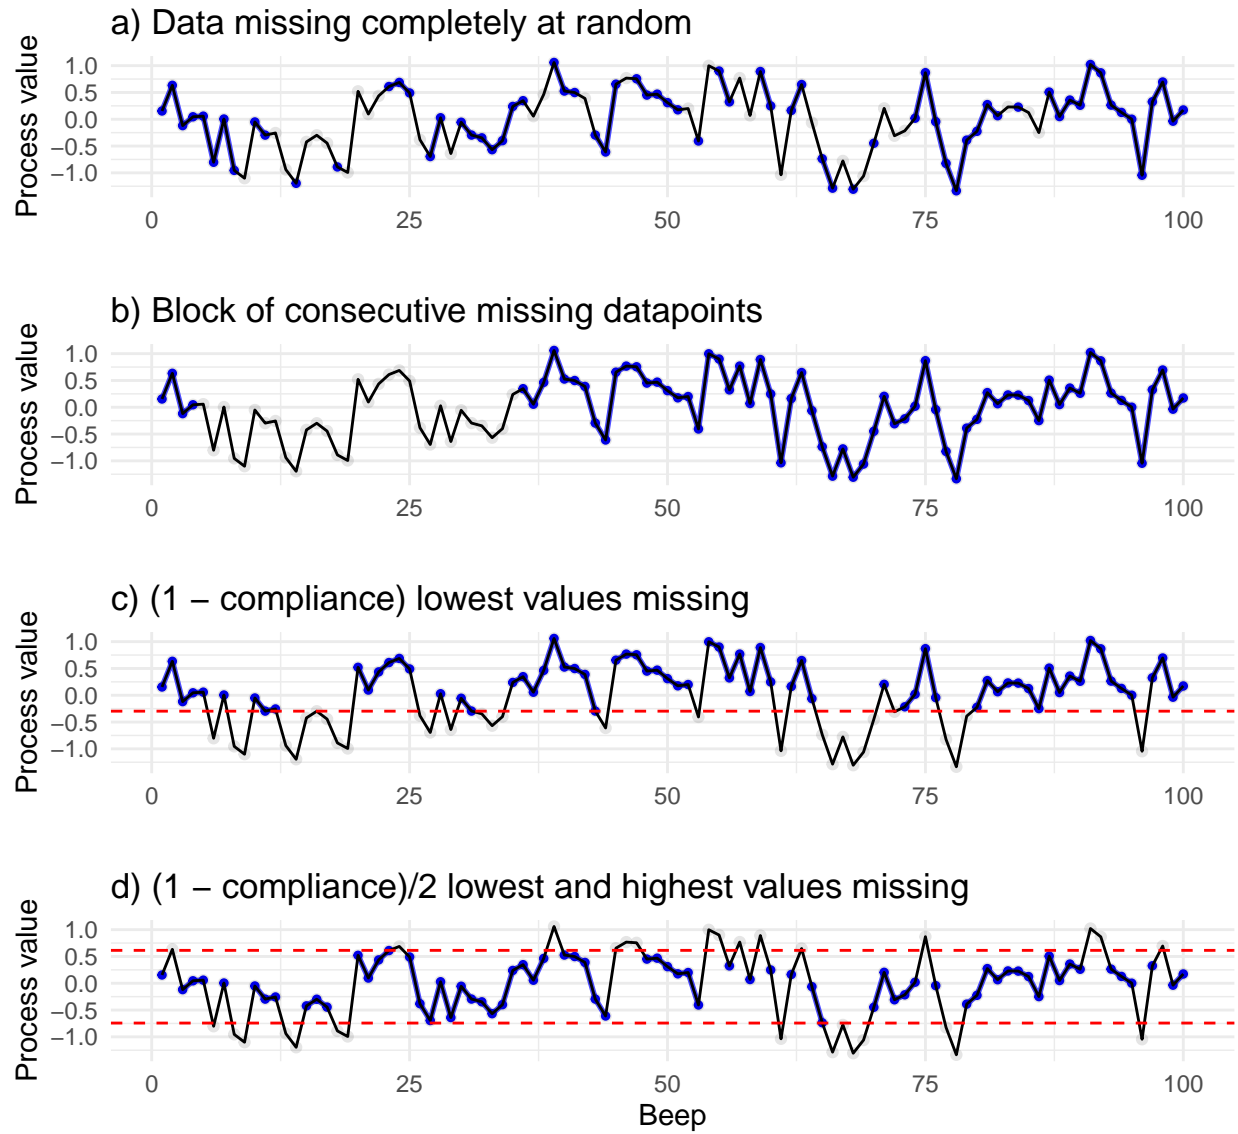 a) Data missing completely at random
Process value
1.0
0.5
0.0
−0.5
−1.0
0 25 50 75 100
b) Block of consecutive missing datapoints
Process value
1.0
0.5
0.0
−0.5
−1.0
0 25 50 75 100
c) (1 − compliance) lowest values missing
Process value
1.0
0.5
0.0
−0.5
−1.0
0 25 50 75 100
d) (1 − compliance)/2 lowest and highest values missing
Process value
1.0
0.5
0.0
−0.5
−1.0
0 25 50 75 100
Beep